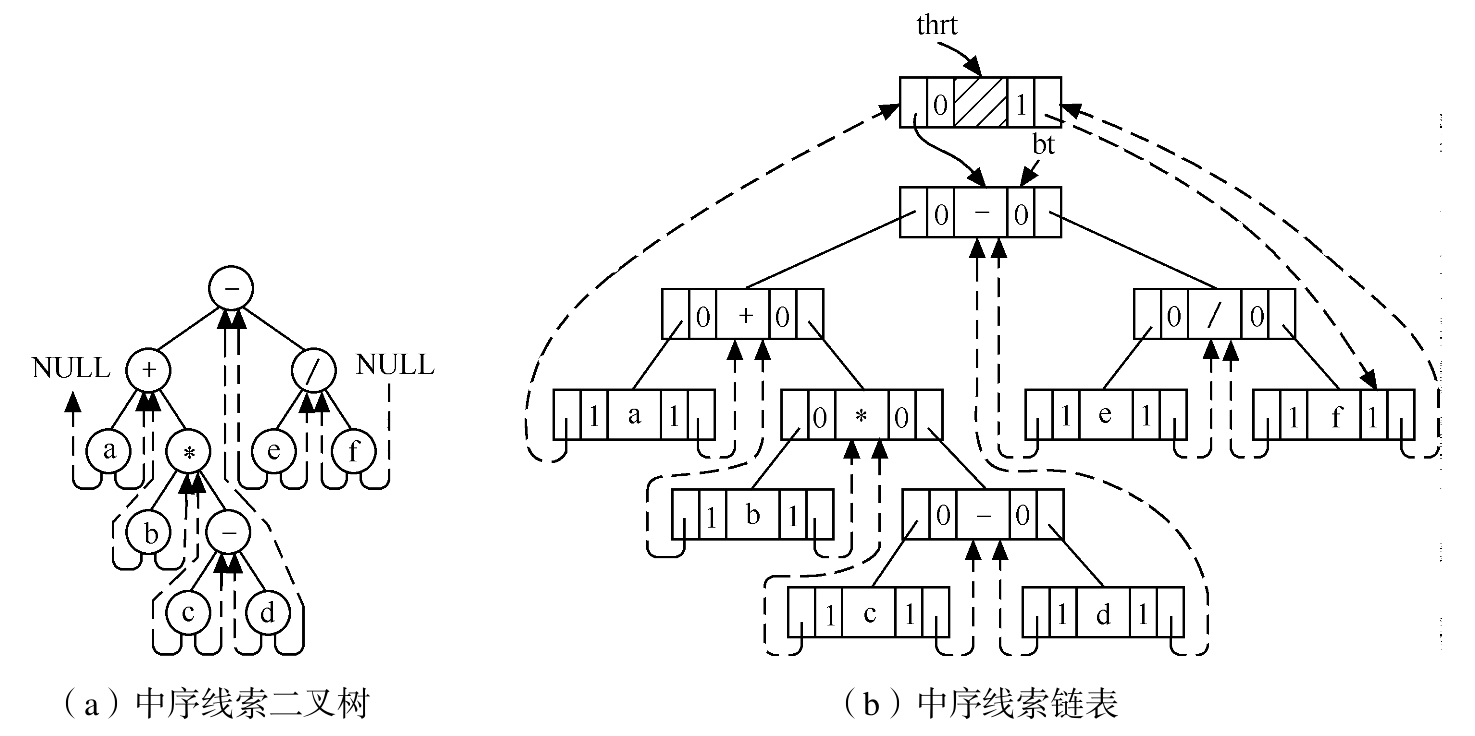 thrt
0 1
bt
0 - 0
-
0 + 0
0 / 0
NULL + / NULL
1 a 1
0 * 0
1 e 1
1 f 1
a * e f
1 b 1
0 - 0
b -
1 c 1
1 d 1
c d
（a）中序线索二叉树
（b）中序线索链表